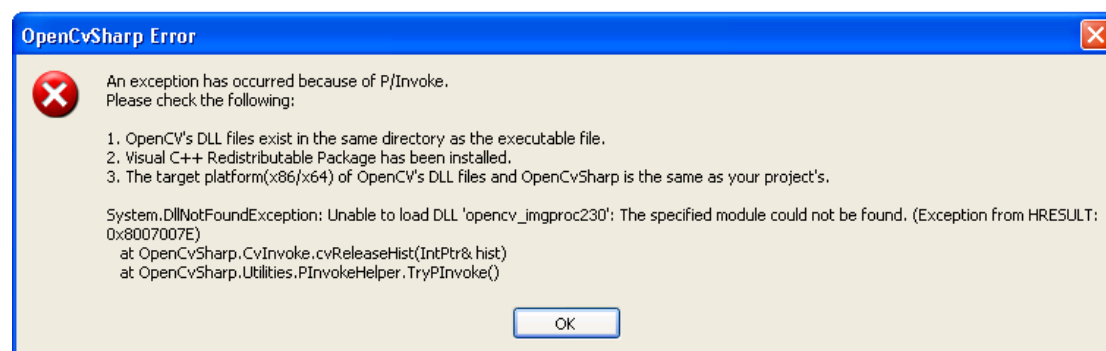 OpenCvSharp Error
An exception has occurred because of P/Invoke.
Please check the following:
1. OpenCV's DLL files exist in the same directory as the executable file.
2. Visual C++ Redistributable Package has been installed.
3. The target platform(x86/x64) of OpenCV's DLL files and OpenCvSharp is the same as your project's.
System.DllNotFoundException: Unable to load DLL 'opencv_imgproc230': The specified module could not be found. (Exception from HRESULT:
0x8007007E)
at OpenCvSharp.CvInvoke.cvReleaseHist(IntPtr& hist)
at OpenCvSharp.Utilities.PInvokeHelper.TryPInvoke()
OK